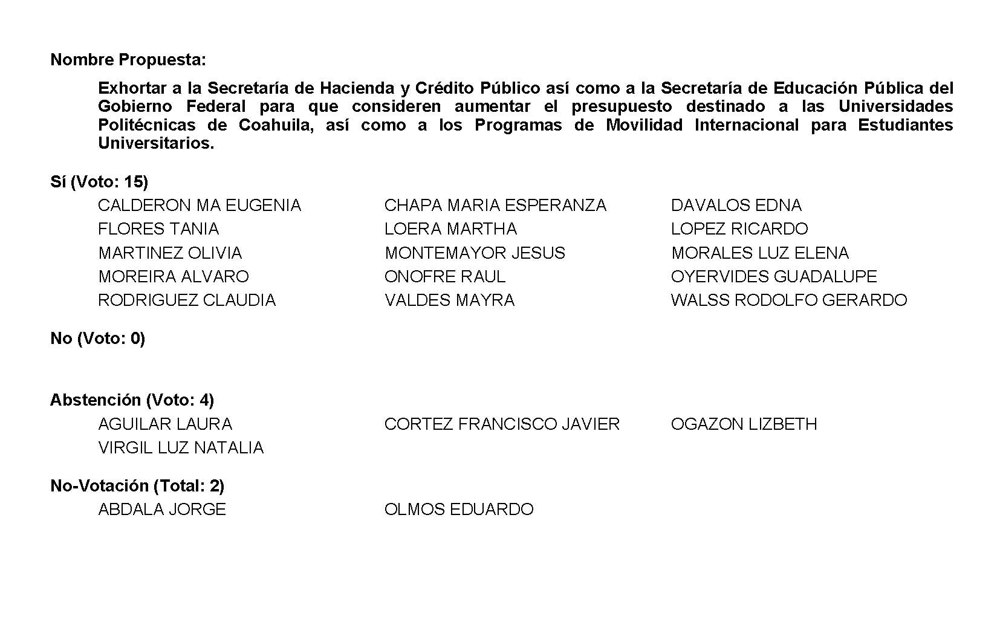 Nombre Propuesta:
Exhortar a la Secretaría de Hacienda y Crédito Público así como a la Secretaría de Educación Pública del
Gobierno Federal para que consideren aumentar el presupuesto destinado a las Universidades
Politécnicas de Coahuila, así como a los Programas de Movilidad Internacional para Estudiantes
Universitarios.
Sí (Voto: 15)
CALDERON MA EUGENIA CHAPA MARIA ESPERANZA DAVALOS EDNA
FLORES TANIA LOERA MARTHA LOPEZ RICARDO
MARTINEZ OLIVIA MONTEMAYOR JESUS MORALES LUZ ELENA
MOREIRA ALVARO ONOFRE RAUL OYERVIDES GUADALUPE
RODRIGUEZ CLAUDIA VALDES MAYRA WALSS RODOLFO GERARDO
No (Voto: 0)
Abstención (Voto: 4)
AGUILAR LAURA CORTEZ FRANCISCO JAVIER OGAZON LIZBETH
VIRGIL LUZ NATALIA
No-Votación (Total: 2)
ABDALA JORGE OLMOS EDUARDO